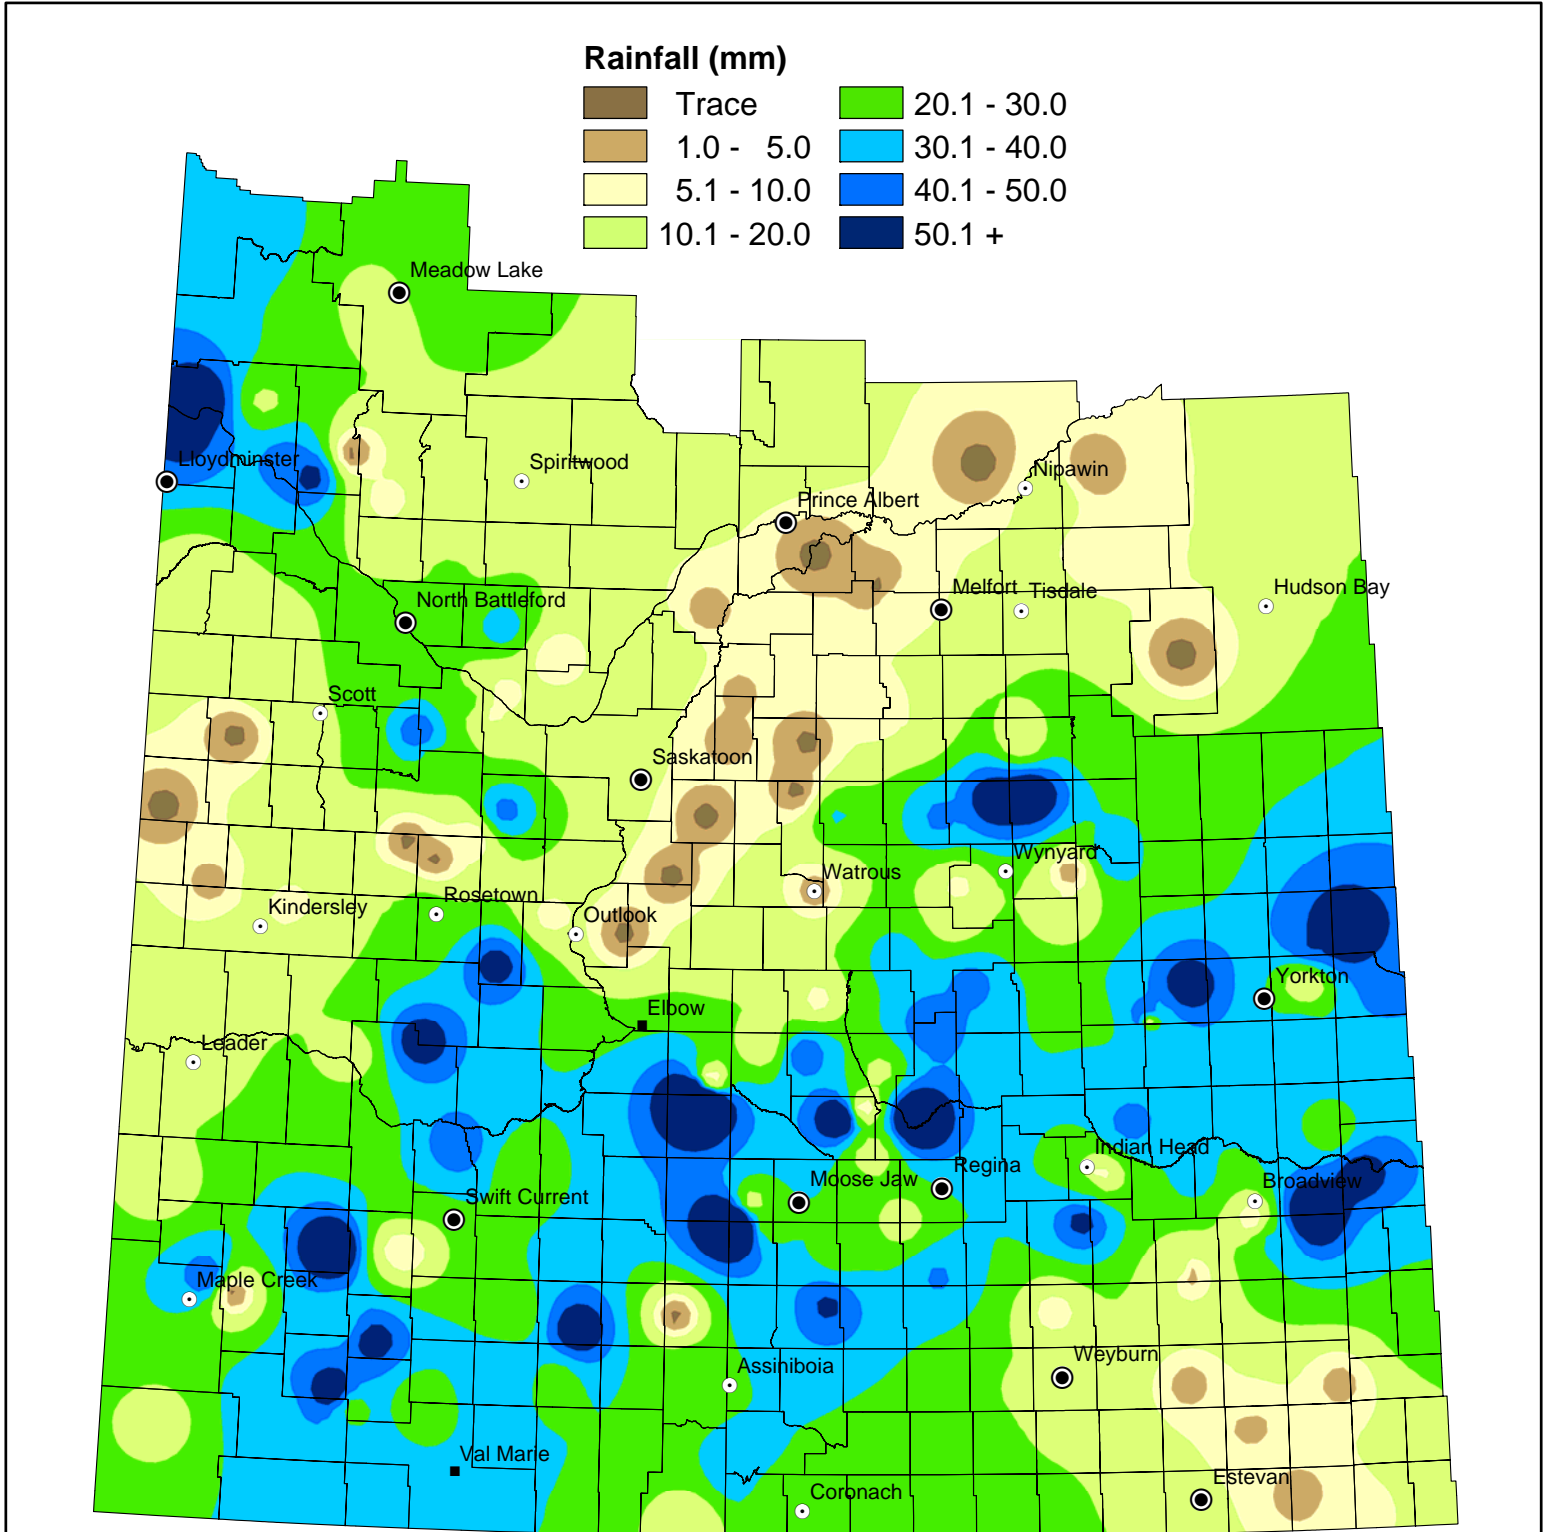 Rainfall (mm)
Trace
1.0 - 5.0
5.1 - 10.0
10.1 - 20.0
20.1 - 30.0
30.1 - 40.0
40.1 - 50.0
50.1 +
Meadow Lake
Lloydminster
Spiritwood
Nipawin
Prince Albert
North Battleford
Melfort
Tisdale
Hudson Bay
Scott
Saskatoon
Wynyard
Watrous
Kindersley
Rosetown
Outlook
Yorkton
Elbow
Leader
Indian Head
Regina
Moose Jaw
Broadview
Swift Current
Maple Creek
Weyburn
Assiniboia
Val Marie
Estevan
Coronach